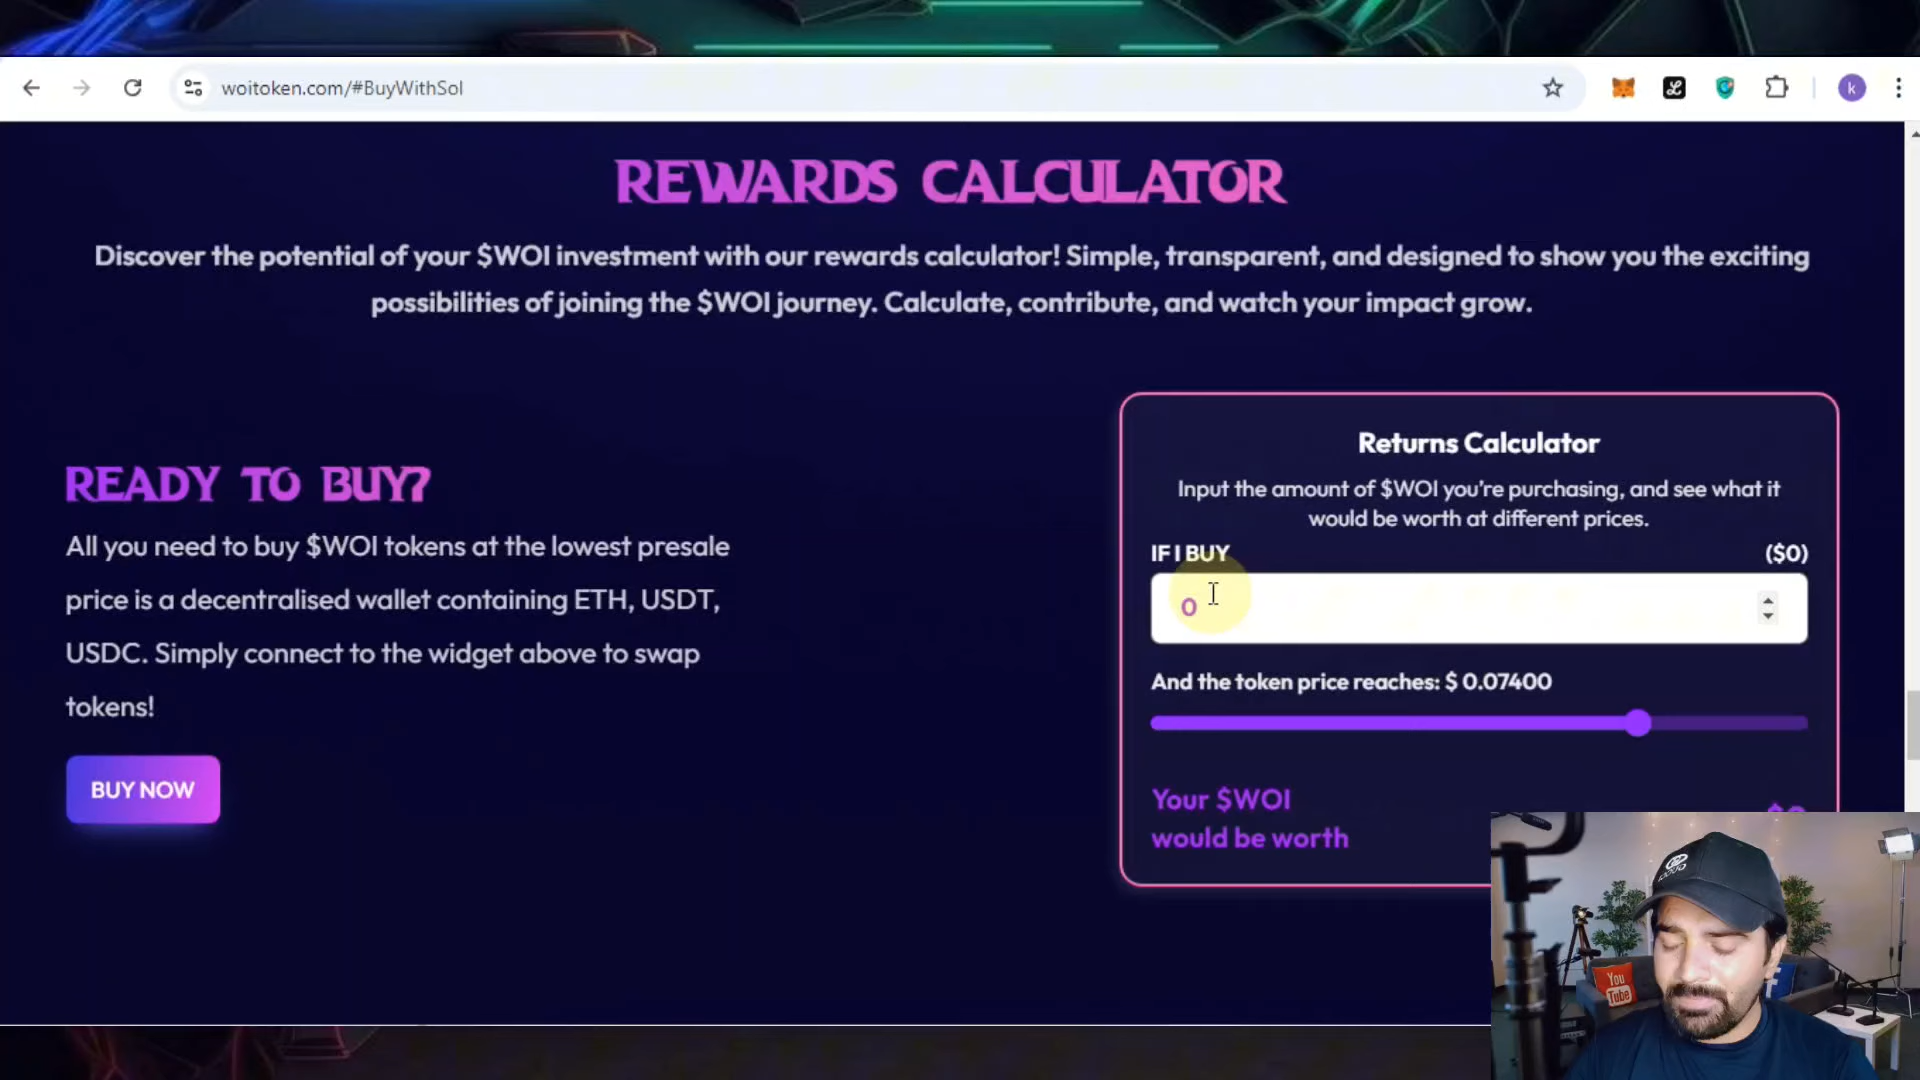 woitoken.com/#BuyWithSol
k
REWARDS CALCULATOR
Discover the potential of your $WOI investment with our rewards calculator! Simple, transparent, and designed to show you the exciting
possibilities of joining the $WOI journey. Calculate, contribute, and watch your impact grow.
READY TO BUY?
All you need to buy $WOI tokens at the lowest presale
price is a decentralised wallet containing ETH, USDT,
USDC. Simply connect to the widget above to swap
tokens!
BUY NOW
Returns Calculator
Input the amount of $WOI you're purchasing, and see what it
would be worth at different prices.
IF I BUY ($0)
0
And the token price reaches: $ 0.07400
Your $WOI
would be worth
You
Tube